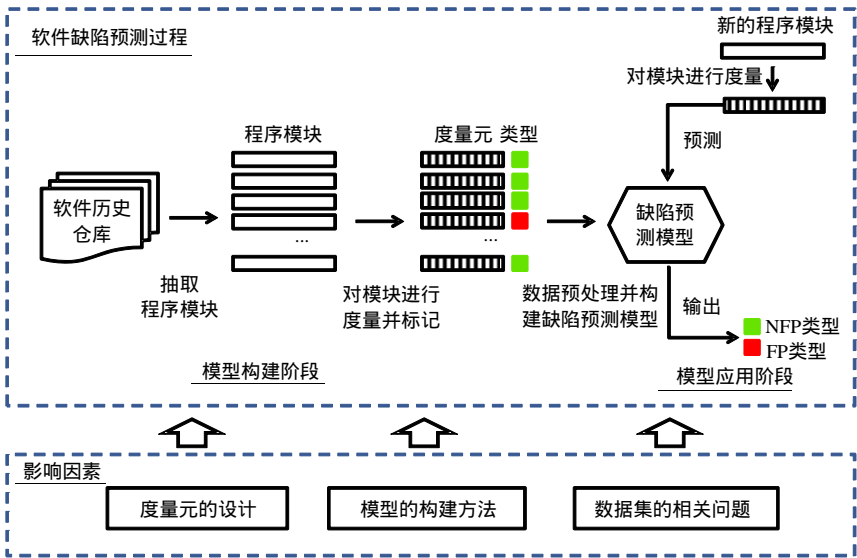 软件缺陷预测过程
新的程序模块
对模块进行度量
预测
程序模块
度量元 类型
软件历史
仓库
...
...
缺陷预
测模型
抽取
程序模块
对模块进行
度量并标记
数据预处理并构
建缺陷预测模型
输出
NFP类型
FP类型
模型构建阶段
模型应用阶段
影响因素
度量元的设计
模型的构建方法
数据集的相关问题